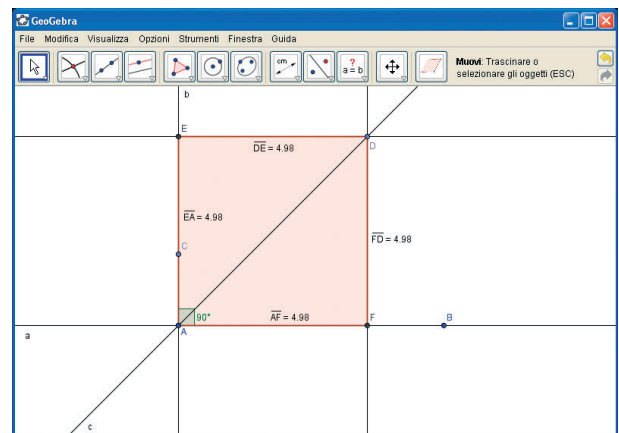 GeoGebra
File Modifica Visualizza Opzioni Strumenti Finestra Guida
cm
?
a = b
Muovi: Trascinare o
selezionare gli oggetti (ESC)
b
E
DE = 4.98
D
EA = 4.98
FD = 4.98
C
90°
AF = 4.98
F
B
A
a
c